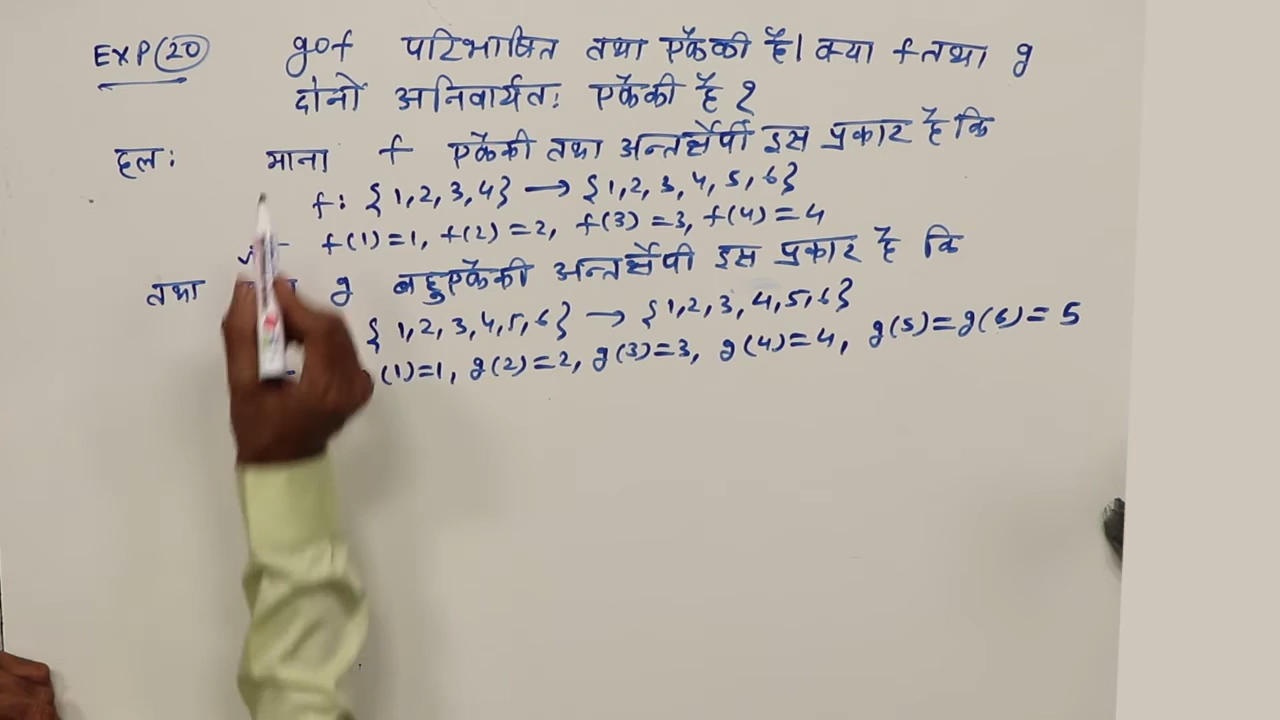 EXP(20) gof परिभाषित तथा एकैकी है। क्या f तथा g
दोनों अनिवार्यतः एकैकी है ?
हल: माना f एकैकी तथा अन्तर्क्षेपी इस प्रकार है कि
f: {1,2,3,4} → {1,2,3,4,5,6}
f(1)=1, f(2)=2, f(3)=3, f(4)=4
तथा g बहुएकैकी अन्तर्क्षेपी इस प्रकार है कि
{1,2,3,4,5,6} → {1,2,3,4,5,6}
(1)=1, g(2)=2, g(3)=3, g(4)=4, g(5)=g(6)=5